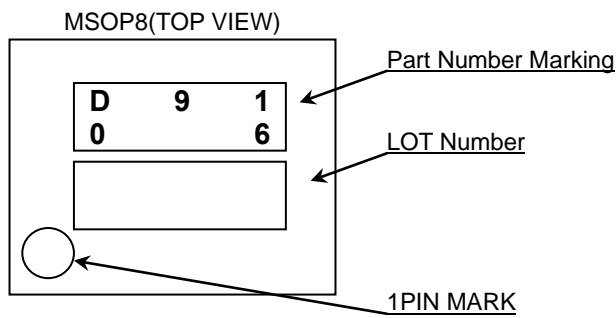 MSOP8(TOP VIEW)
Part Number Marking
D 9 1
0 6
LOT Number
1PIN MARK